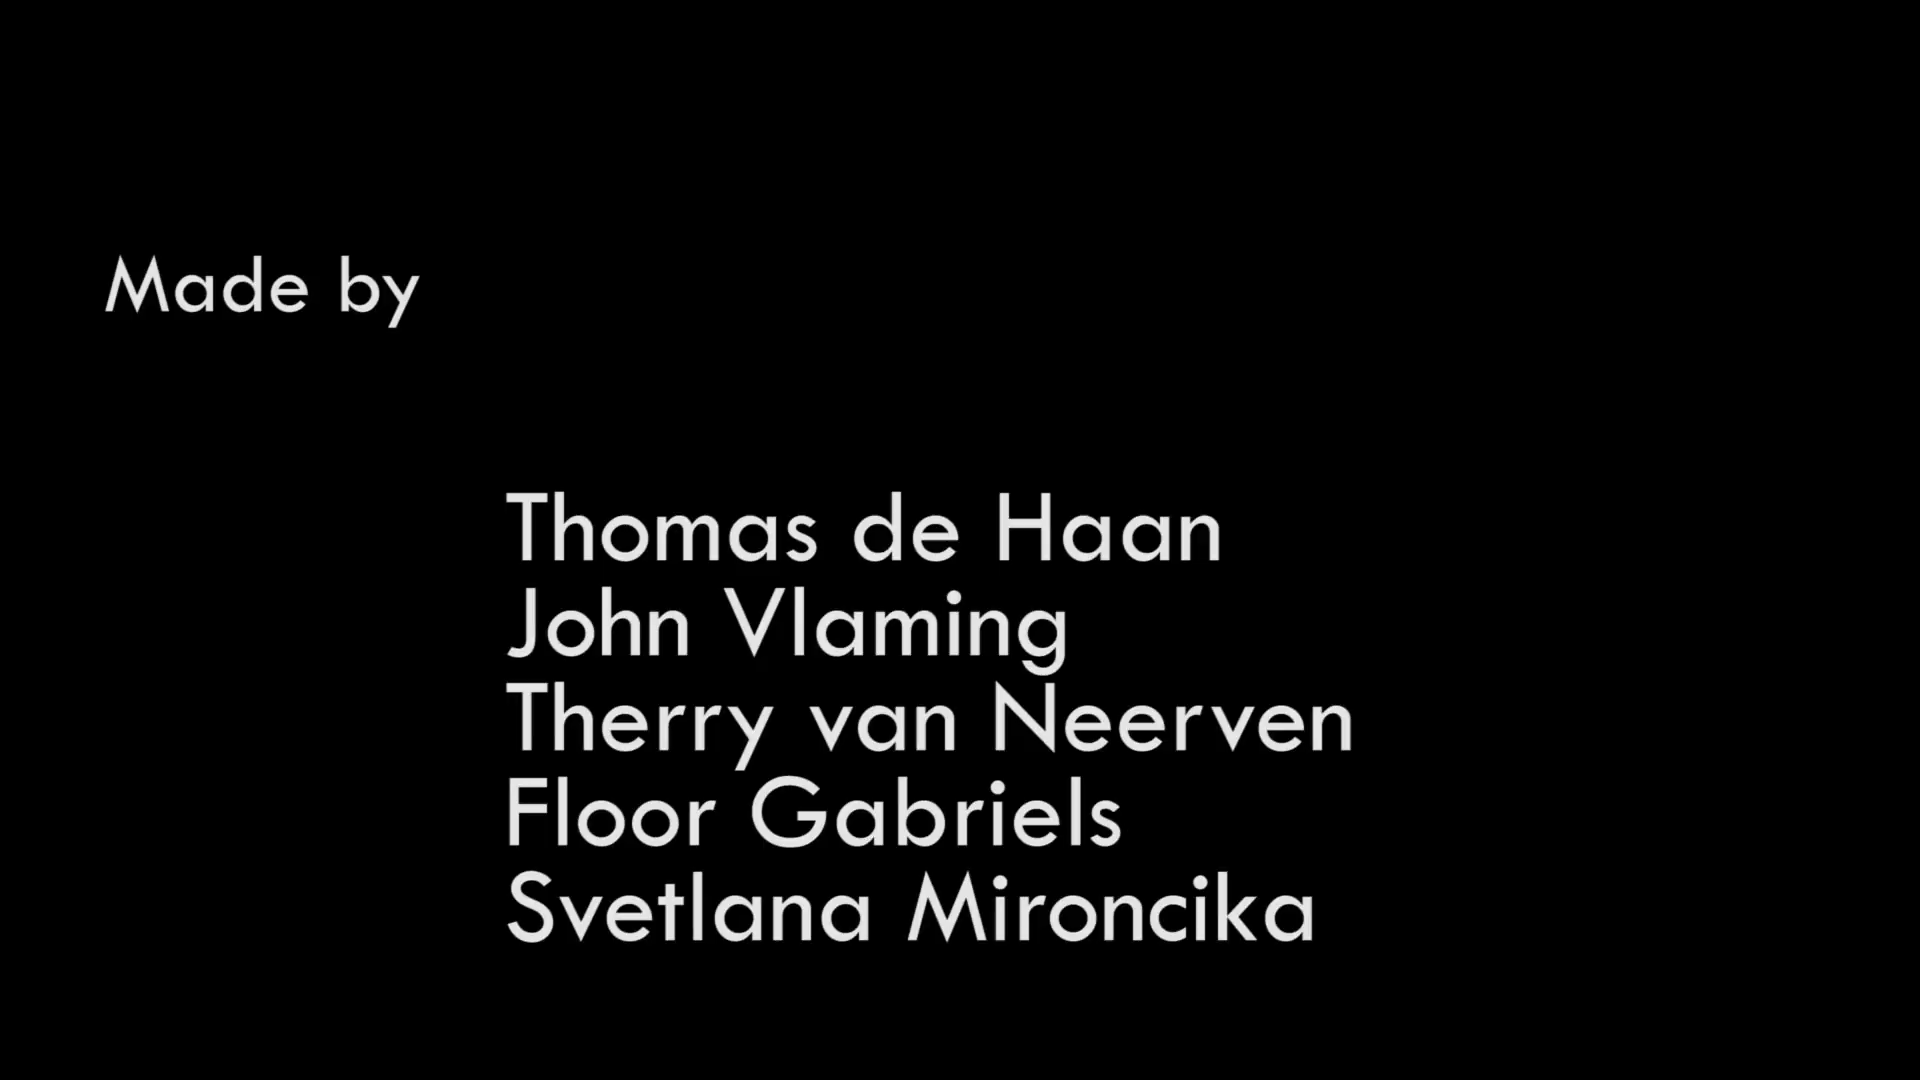 Made by
Thomas de Haan
John Vlaming
Therry van Neerven
Floor Gabriels
Svetlana Mironcika